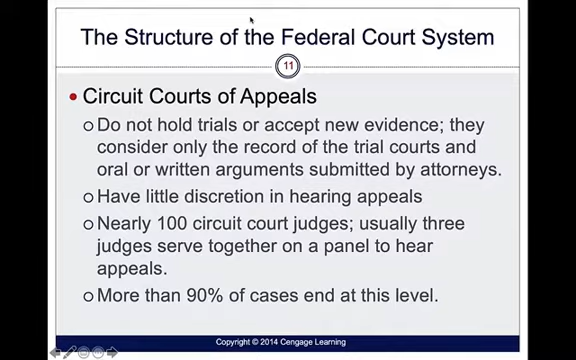 The Structure of the Federal Court System
11
• Circuit Courts of Appeals
o Do not hold trials or accept new evidence; they
consider only the record of the trial courts and
oral or written arguments submitted by attorneys.
o Have little discretion in hearing appeals
o Nearly 100 circuit court judges; usually three
judges serve together on a panel to hear
appeals.
o More than 90% of cases end at this level.
Copyright © 2014 Cengage Learning